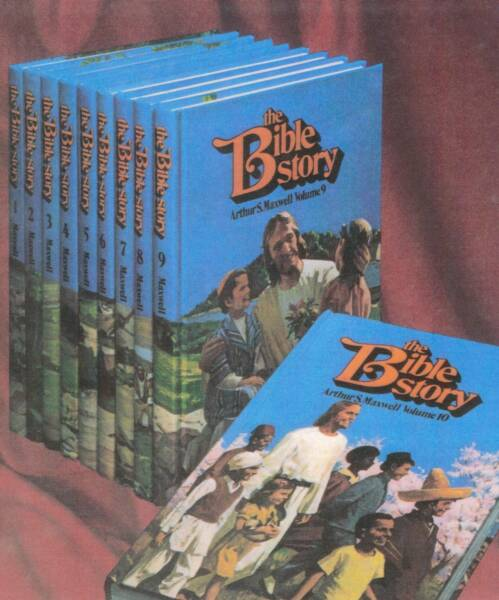 the Bible story 1 Maxwell
the Bible story 2 Maxwell
the Bible story 3 Maxwell
the Bible story 4 Maxwell
the Bible story 5 Maxwell
the Bible story 6 Maxwell
the Bible story 7 Maxwell
the Bible story 8 Maxwell
the Bible story 9 Maxwell
the
Bible
story
Arthur S. Maxwell Volume 9
the
Bible
story
Arthur S. Maxwell Volume 10